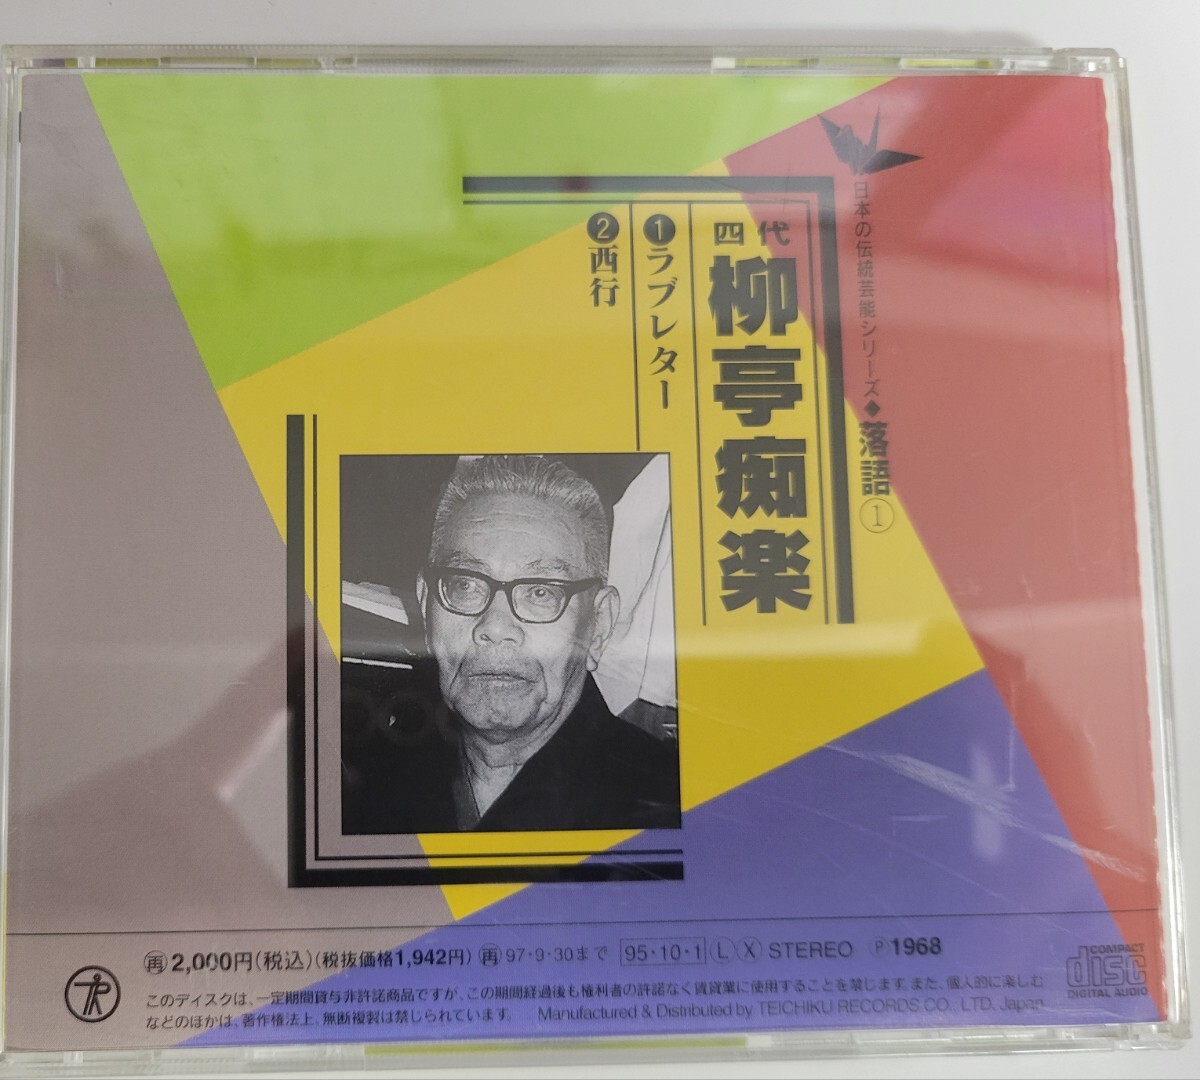 日本の伝統芸能シリーズ◆落語①
四代
柳亭痴楽
❶ラブレター
❷西行
再2,000円(税込)(税抜価格1,942円)再97・9・30まで 95・10・1 L X STEREO Ⓟ1968
このディスクは、一定期間貸与非許諾商品ですが、この期間経過後も権利者の許諾なく賃貸業に使用することを禁じます。また、個人的に楽しむ
などのほかは、著作権法上、無断複製は禁じられています。 Manufactured & Distributed by TEICHIKU RECORDS CO., LTD. Japan
TR
COMPACT
disc
DIGITAL AUDIO